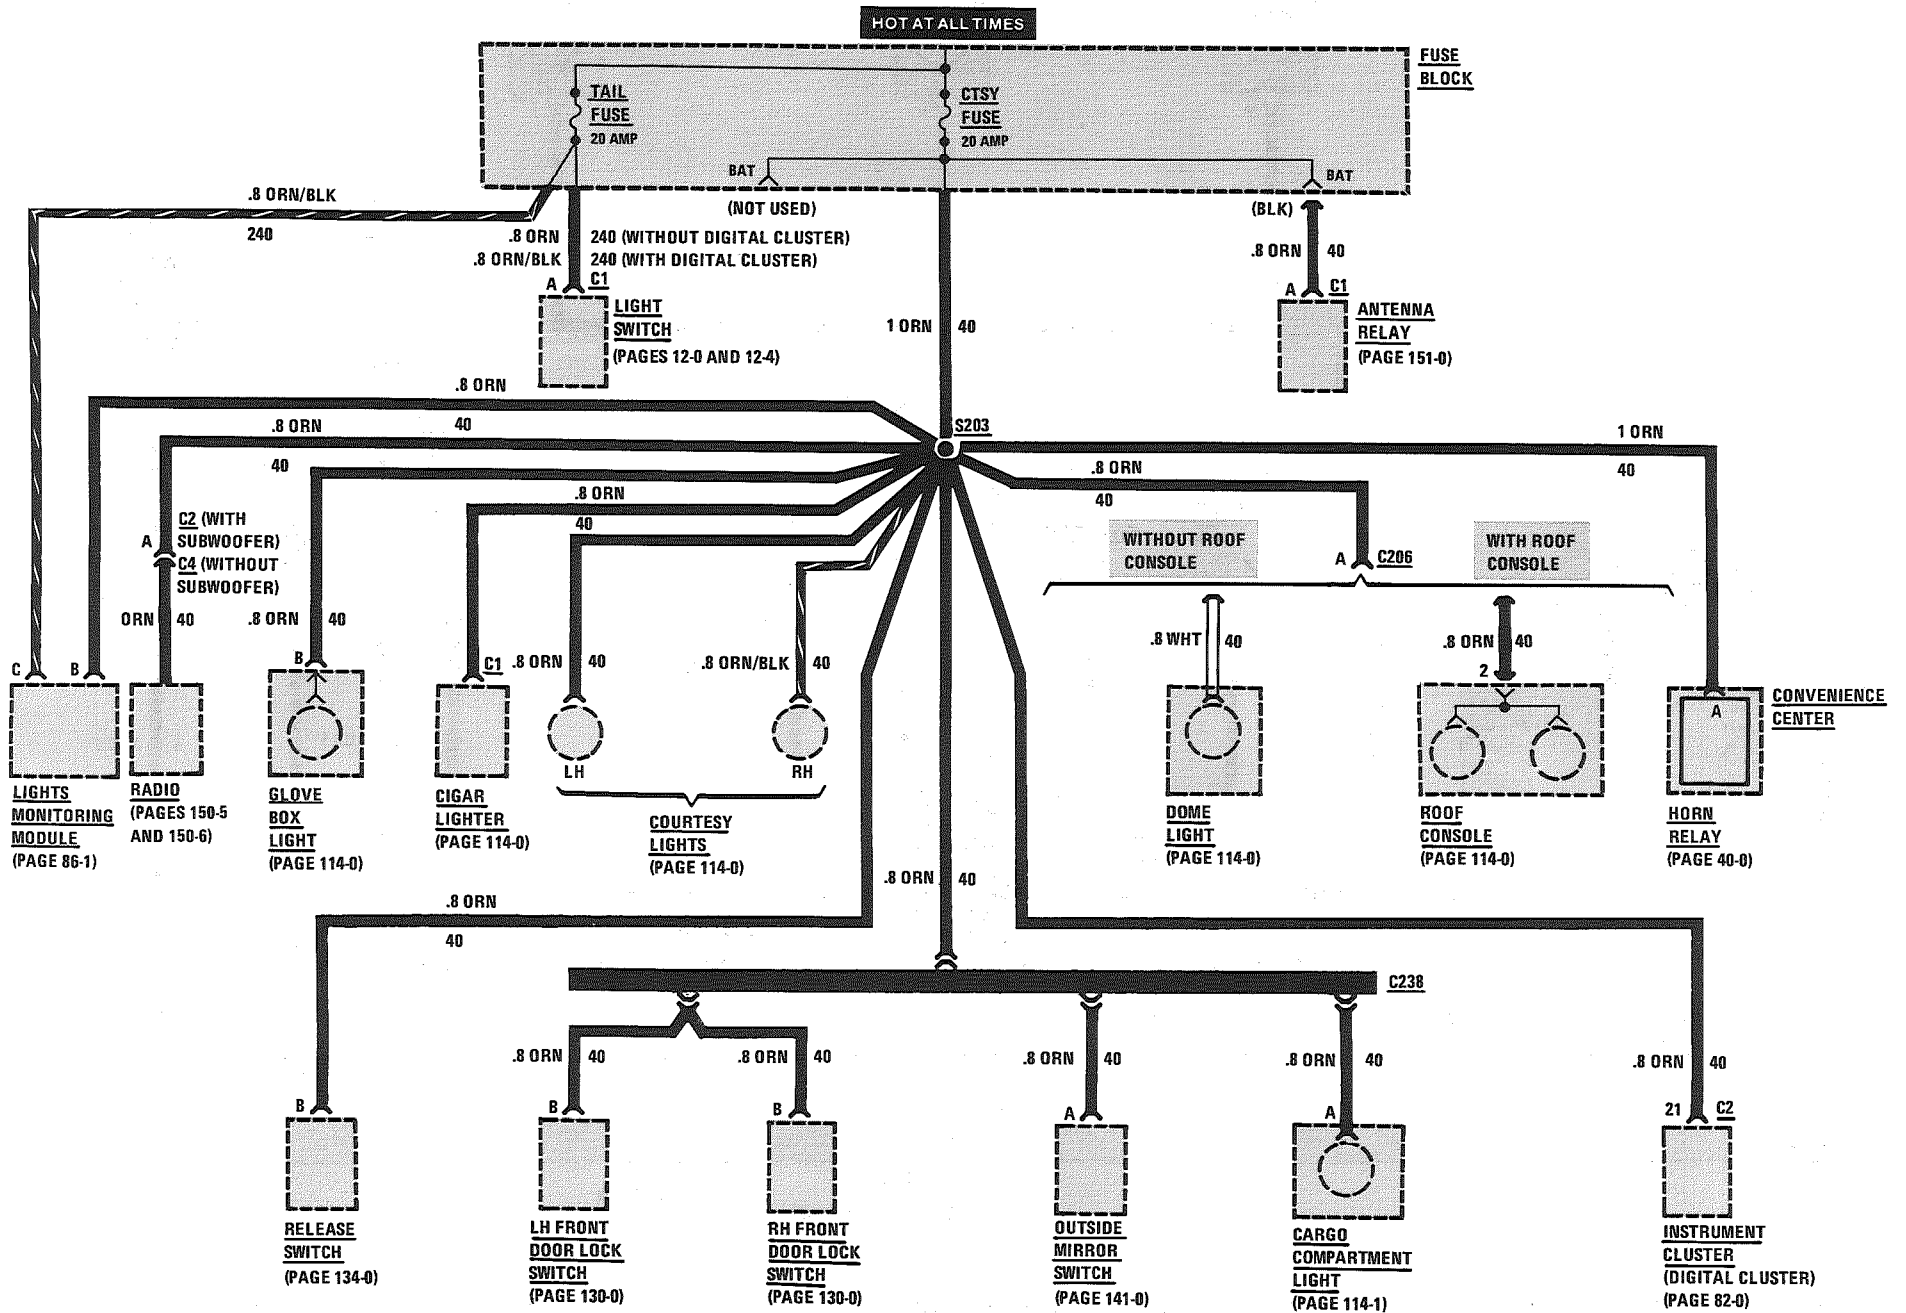 HOT AT ALL TIMES
FUSE
BLOCK
TAIL
FUSE
20 AMP
CTSY
FUSE
20 AMP
BAT
BAT
.8 ORN/BLK
240
(NOT USED)
(BLK)
.8 ORN 240 (WITHOUT DIGITAL CLUSTER)
.8 ORN/BLK 240 (WITH DIGITAL CLUSTER)
A C1
LIGHT
SWITCH
(PAGES 12-0 AND 12-4)
1 ORN 40
.8 ORN 40
A C1
ANTENNA
RELAY
(PAGE 151-0)
.8 ORN
40
.8 ORN
40
S203
1 ORN
40
.8 ORN
40
.8 ORN
40
C2 (WITH
SUBWOOFER)
A
C4 (WITHOUT
SUBWOOFER)
ORN 40
.8 ORN 40
WITHOUT ROOF
CONSOLE
A C206
WITH ROOF
CONSOLE
.8 WHT 40
.8 ORN 40
2
C B
B
C1
.8 ORN 40
.8 ORN/BLK 40
LH
RH
A
CONVENIENCE
CENTER
LIGHTS
MONITORING
MODULE
(PAGE 86-1)
RADIO
(PAGES 150-5
AND 150-6)
GLOVE
BOX
LIGHT
(PAGE 114-0)
CIGAR
LIGHTER
(PAGE 114-0)
COURTESY
LIGHTS
(PAGE 114-0)
DOME
LIGHT
(PAGE 114-0)
ROOF
CONSOLE
(PAGE 114-0)
HORN
RELAY
(PAGE 40-0)
.8 ORN 40
.8 ORN
40
C238
.8 ORN 40
.8 ORN 40
.8 ORN 40
.8 ORN 40
.8 ORN 40
B
B
B
A
A
21 C2
RELEASE
SWITCH
(PAGE 134-0)
LH FRONT
DOOR LOCK
SWITCH
(PAGE 130-0)
RH FRONT
DOOR LOCK
SWITCH
(PAGE 130-0)
OUTSIDE
MIRROR
SWITCH
(PAGE 141-0)
CARGO
COMPARTMENT
LIGHT
(PAGE 114-1)
INSTRUMENT
CLUSTER
(DIGITAL CLUSTER)
(PAGE 82-0)